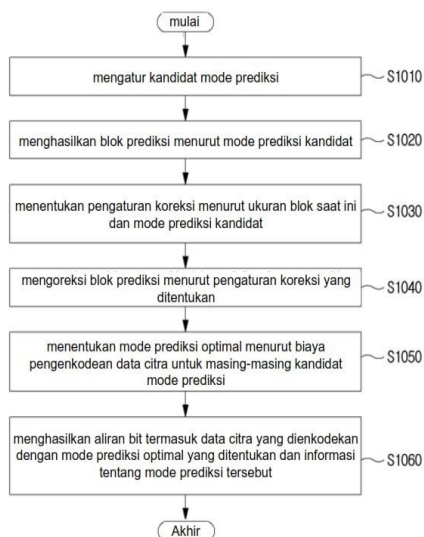 mulai
mengatur kandidat mode prediksi
S1010
menghasilkan blok prediksi menurut mode prediksi kandidat
S1020
menentukan pengaturan koreksi menurut ukuran blok saat ini
dan mode prediksi kandidat
S1030
mengoreksi blok prediksi menurut pengaturan koreksi yang
ditentukan
S1040
menentukan mode prediksi optimal menurut biaya
pengenkodean data citra untuk masing-masing kandidat
mode prediksi
S1050
menghasilkan aliran bit termasuk data citra yang dienkodekan
dengan mode prediksi optimal yang ditentukan dan informasi
tentang mode prediksi tersebut
S1060
Akhir